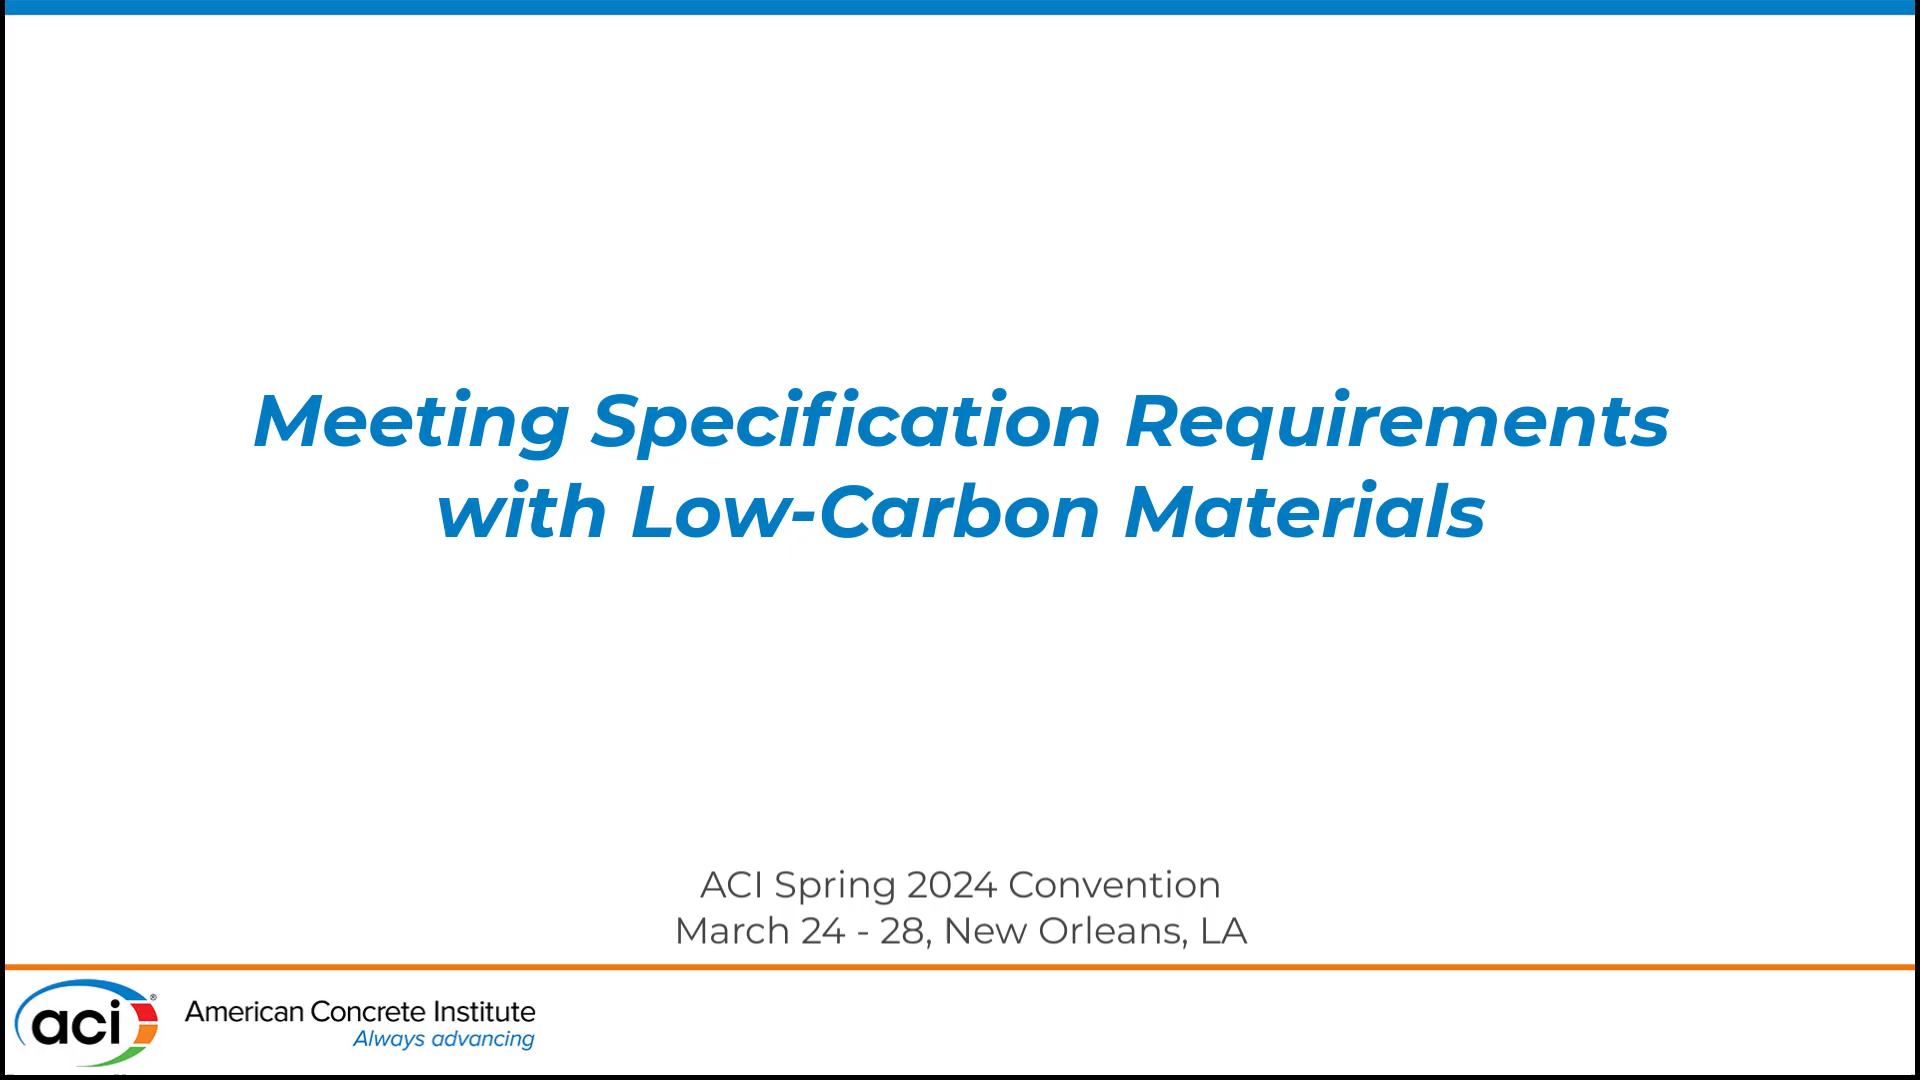 Meeting Specification Requirements
with Low-Carbon Materials
ACI Spring 2024 Convention
March 24 - 28, New Orleans, LA
aci®
American Concrete Institute
Always advancing